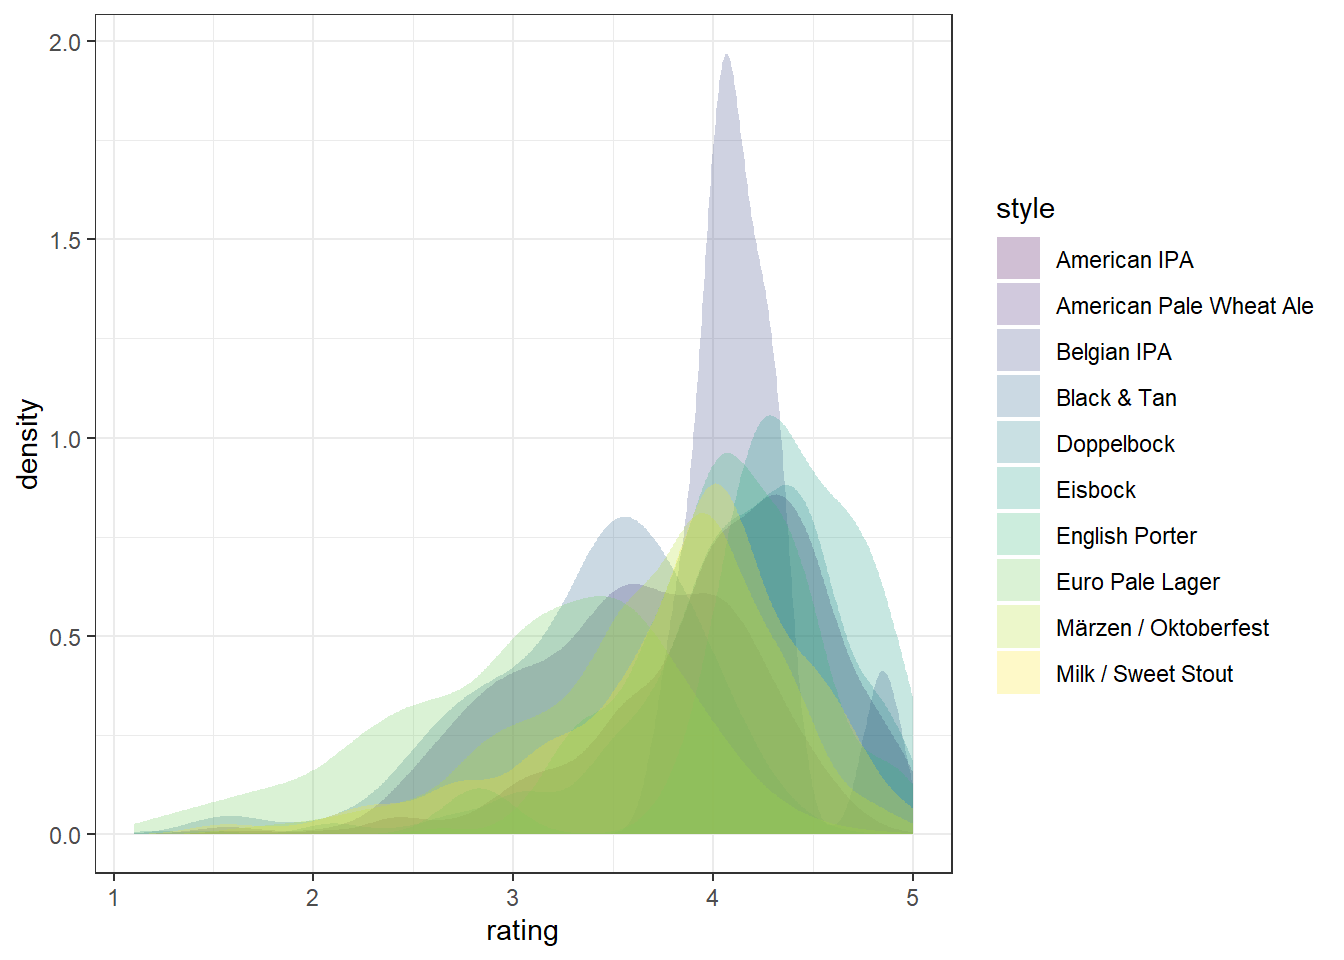 2.0
1.5
1.0
0.5
0.0
density
1 2 3 4 5
rating
style
American IPA
American Pale Wheat Ale
Belgian IPA
Black & Tan
Doppelbock
Eisbock
English Porter
Euro Pale Lager
Märzen / Oktoberfest
Milk / Sweet Stout